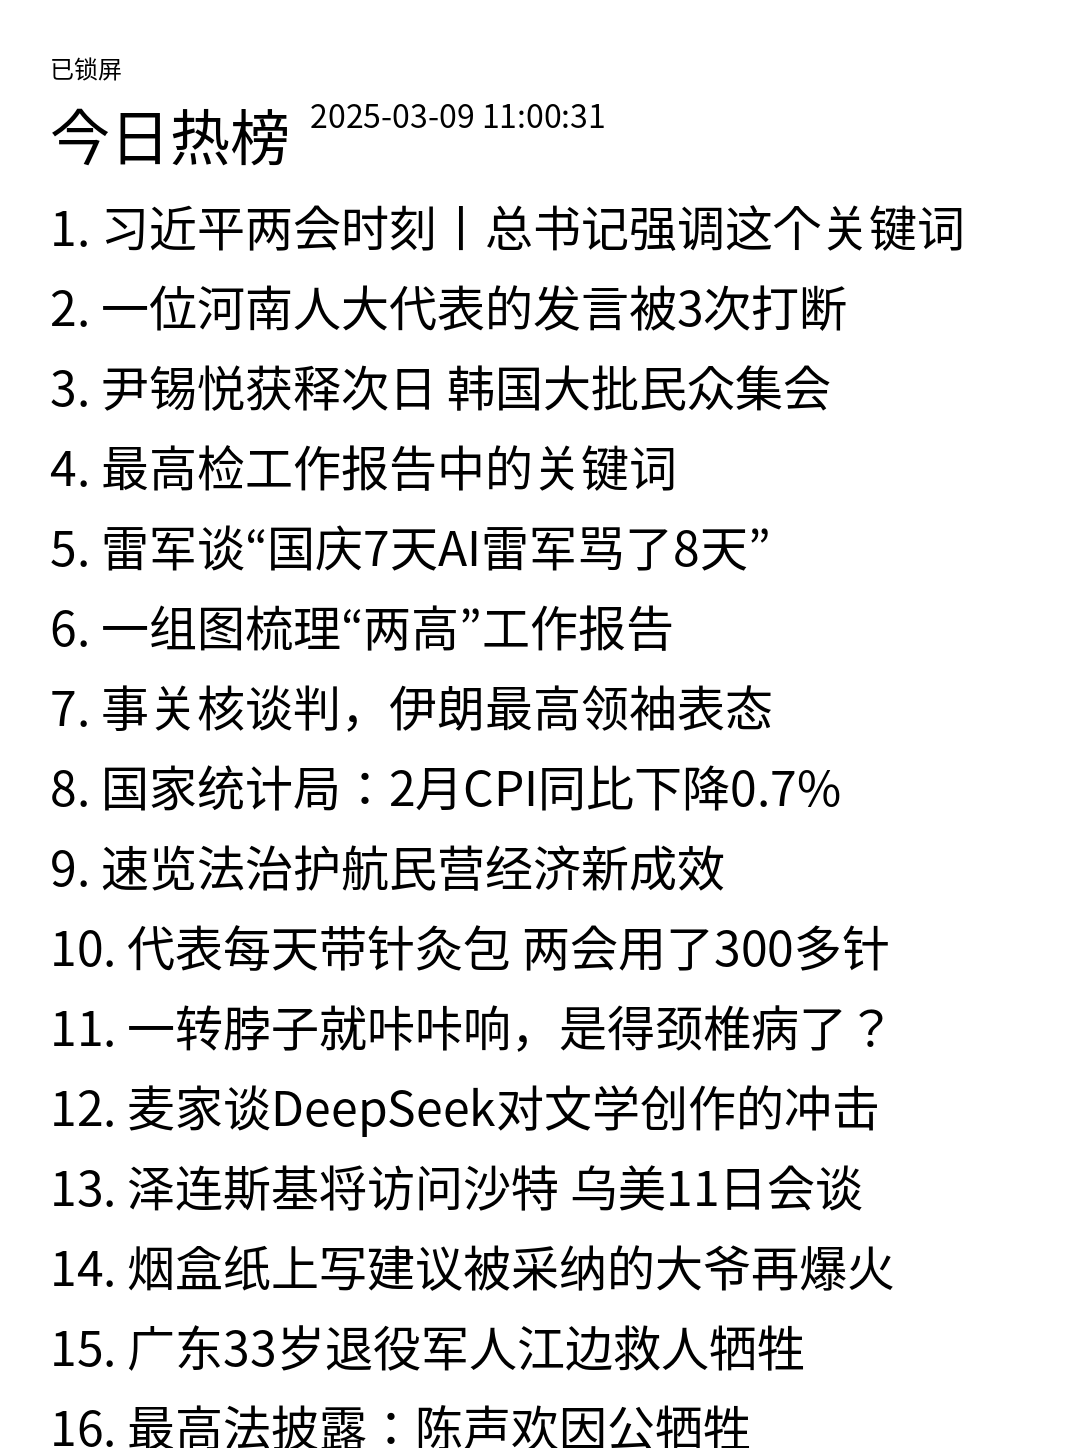 已锁屏
今日热榜 2025-03-09 11:00:31
1. 习近平两会时刻丨总书记强调这个关键词
2. 一位河南人大代表的发言被3次打断
3. 尹锡悦获释次日 韩国大批民众集会
4. 最高检工作报告中的关键词
5. 雷军谈“国庆7天AI雷军骂了8天”
6. 一组图梳理“两高”工作报告
7. 事关核谈判，伊朗最高领袖表态
8. 国家统计局：2月CPI同比下降0.7%
9. 速览法治护航民营经济新成效
10. 代表每天带针灸包 两会用了300多针
11. 一转脖子就咔咔响，是得颈椎病了？
12. 麦家谈DeepSeek对文学创作的冲击
13. 泽连斯基将访问沙特 乌美11日会谈
14. 烟盒纸上写建议被采纳的大爷再爆火
15. 广东33岁退役军人江边救人牺牲
16. 最高法披露：陈声欢因公牺牲